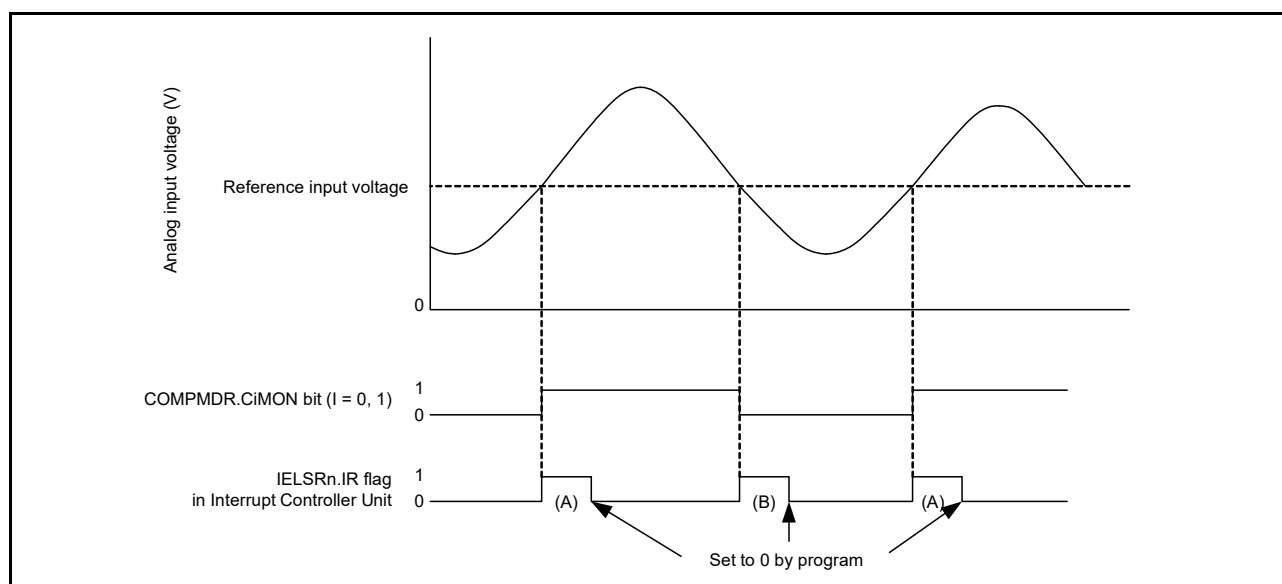 Analog input voltage (V)
Reference input voltage
0
COMPMDR.CiMON bit (I = 0, 1)
1
0
IELSRn.IR flag
in Interrupt Controller Unit
1
0
(A)
(B)
(A)
Set to 0 by program